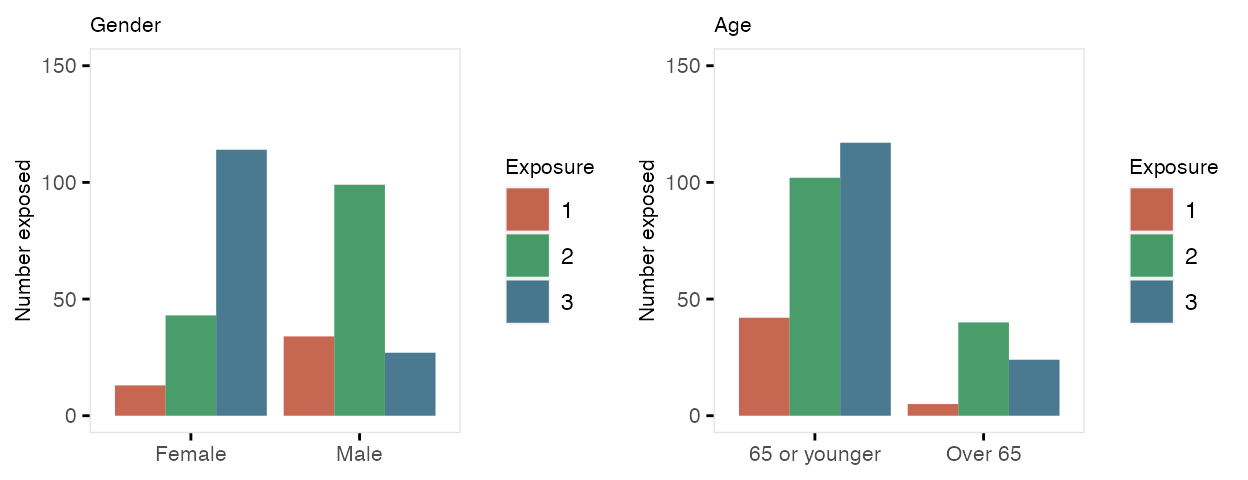 Gender
150
100
50
0
Number exposed
Female Male
Exposure
1
2
3
Age
150
100
50
0
Number exposed
65 or younger Over 65
Exposure
1
2
3